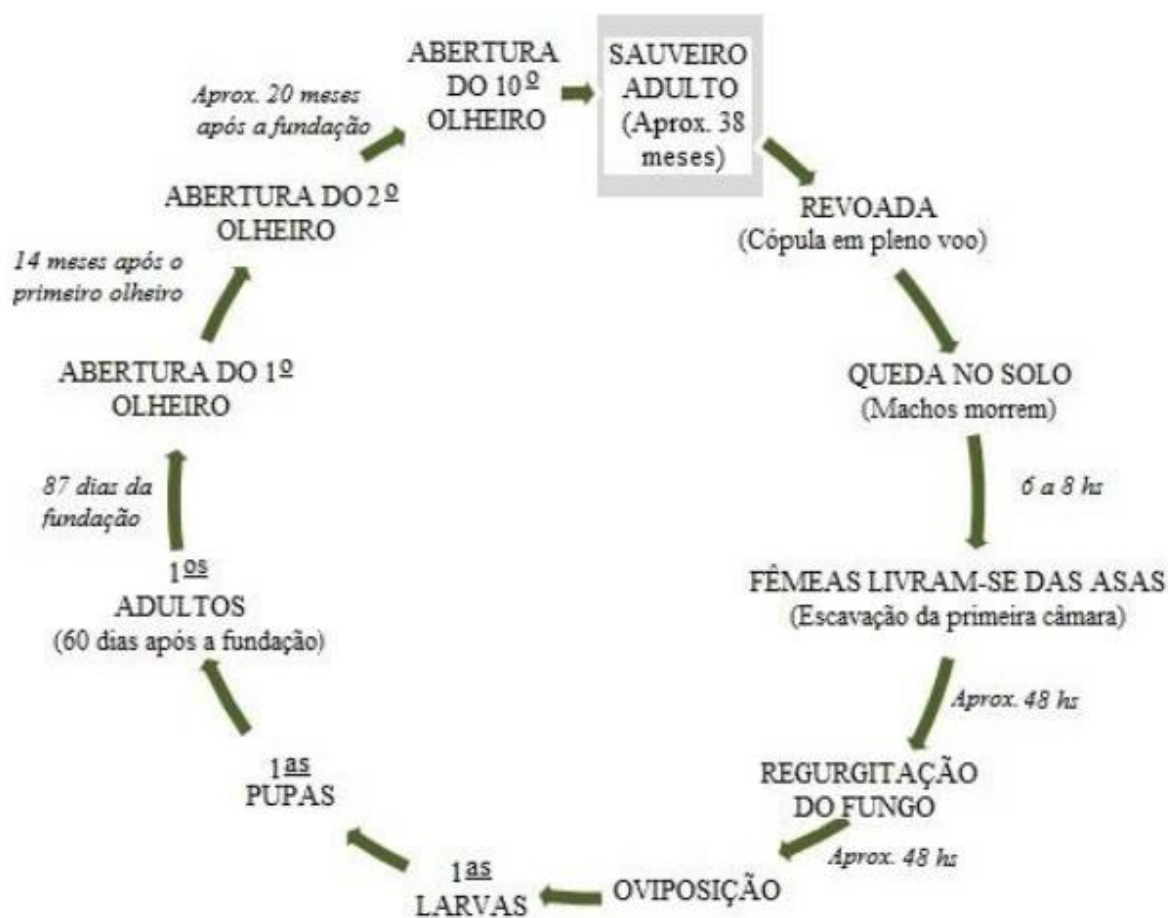 ABERTURA
DO 10º
OLHEIRO
SAUVEIRO
ADULTO
(Aprox. 38
meses)
REVOADA
(Cópula em pleno voo)
QUEDA NO SOLO
(Machos morrem)
6 a 8 hs
FÊMEAS LIVRAM-SE DAS ASAS
(Escavação da primeira câmara)
Aprox. 48 hs
REGURGITAÇÃO
DO FUNGO
Aprox. 48 hs
OVIPOSIÇÃO
1as
LARVAS
1as
PUPAS
1os
ADULTOS
(60 dias após a fundação)
87 dias da
fundação
ABERTURA DO 1º
OLHEIRO
14 meses após o
primeiro olheiro
ABERTURA DO 2º
OLHEIRO
Aprox. 20 meses
após a fundação